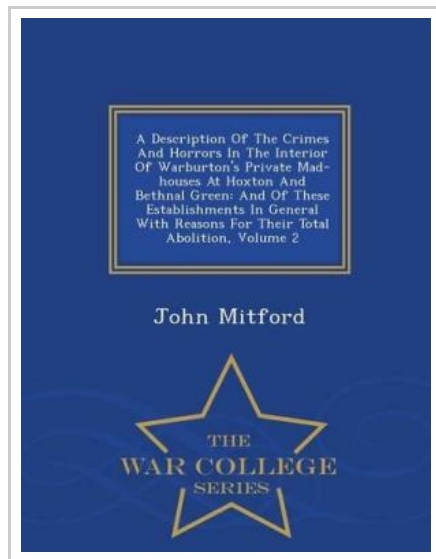 A Description Of The Crimes
And Horrors In The Interior
Of Warburton's Private Mad-
houses At Hoxton And
Bethnal Green: And Of These
Establishments In General
With Reasons For Their Total
Abolition, Volume 2
John Mitford
THE
WAR COLLEGE
SERIES